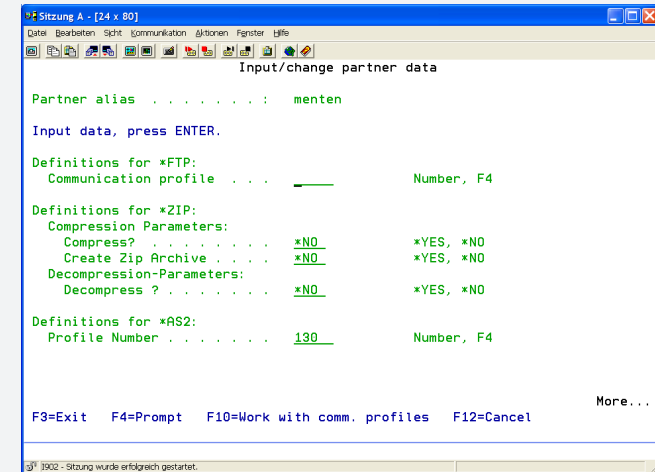 Sitzung A - [24 x 80]
Datei Bearbeiten Sicht Kommunikation Aktionen Fenster Hilfe
Input/change partner data
Partner alias . . . . . . . : menten
Input data, press ENTER.
Definitions for *FTP:
Communication profile . . . _____ Number, F4
Definitions for *ZIP:
Compression Parameters:
Compress? . . . . . . . . *NO *YES, *NO
Create Zip Archive . . . . *NO *YES, *NO
Decompression-Parameters:
Decompress ? . . . . . . . *NO *YES, *NO
Definitions for *AS2:
Profile Number . . . . . . . 130 Number, F4
More...
F3=Exit F4=Prompt F10=Work with comm. profiles F12=Cancel
I902 - Sitzung wurde erfolgreich gestartet.